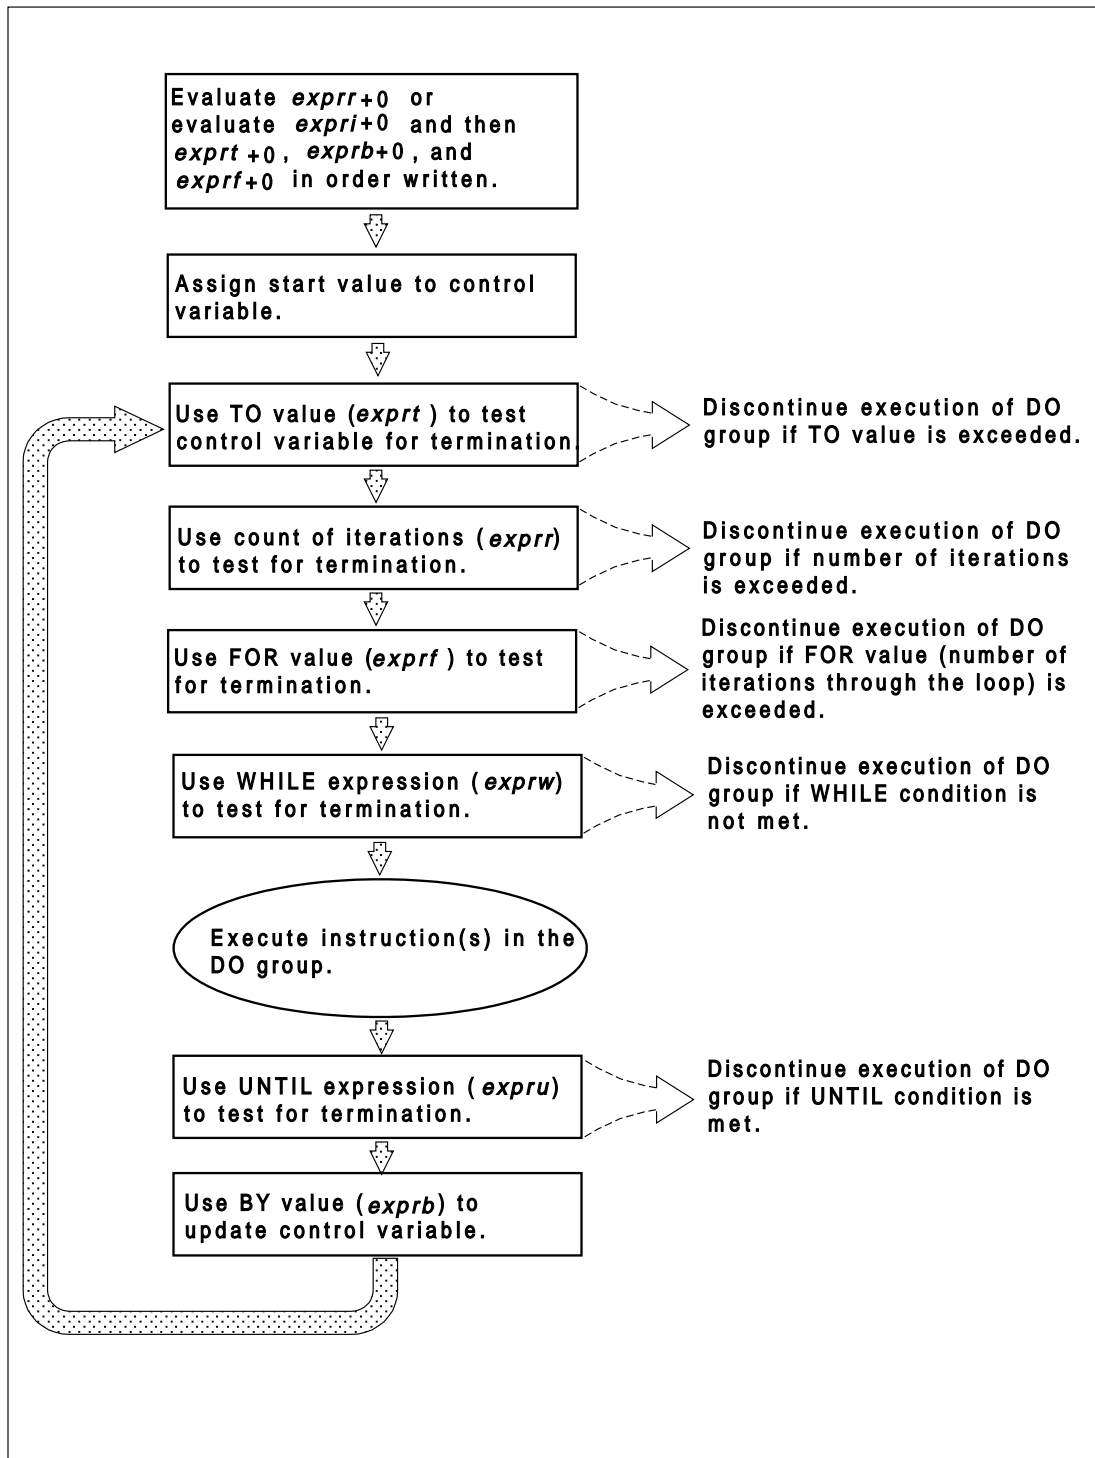 Evaluate exprr+0 or
evaluate expri+0 and then
exprt+0, exprb+0, and
exprf+0 in order written.
Assign start value to control
variable.
Use TO value (exprt ) to test
control variable for termination.
Discontinue execution of DO
group if TO value is exceeded.
Use count of iterations (exprr)
to test for termination.
Discontinue execution of DO
group if number of iterations
is exceeded.
Use FOR value (exprf ) to test
for termination.
Discontinue execution of DO
group if FOR value (number of
iterations through the loop) is
exceeded.
Use WHILE expression (exprw)
to test for termination.
Discontinue execution of DO
group if WHILE condition is
not met.
Execute instruction(s) in the
DO group.
Use UNTIL expression (expru)
to test for termination.
Discontinue execution of DO
group if UNTIL condition is
met.
Use BY value (exprb) to
update control variable.